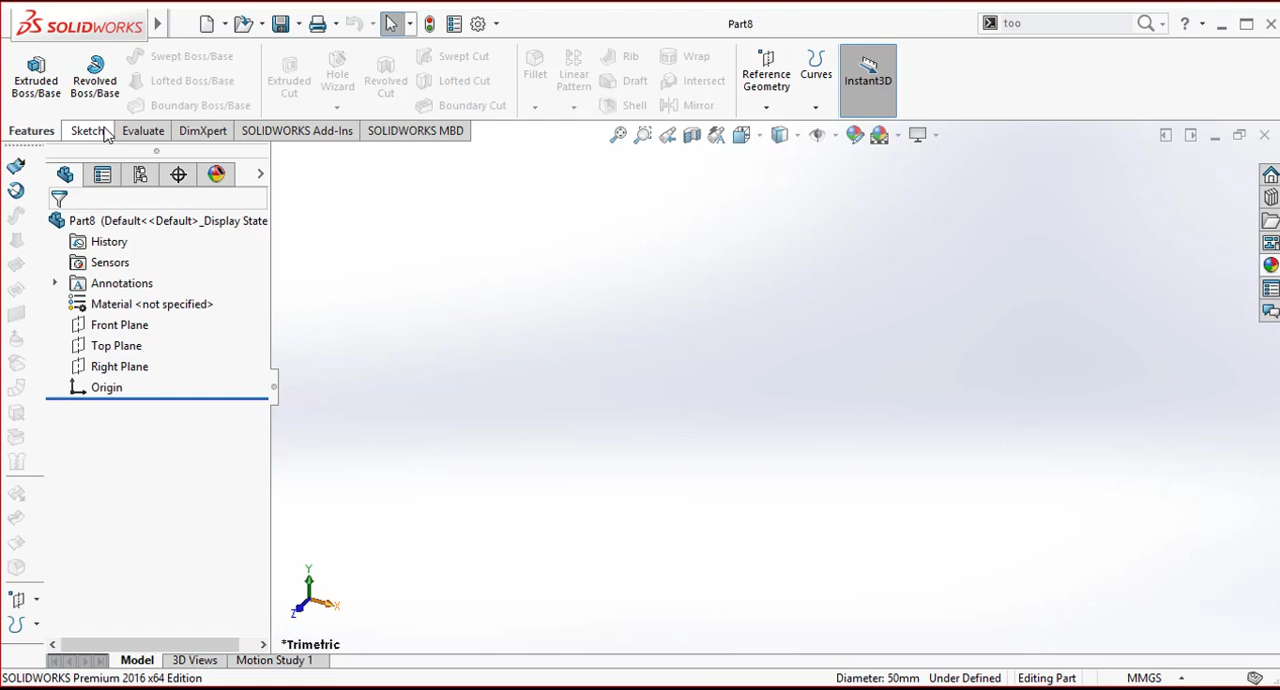 SOLIDWORKS
Part8
too
Extruded Boss/Base
Revolved Boss/Base
Swept Boss/Base
Lofted Boss/Base
Boundary Boss/Base
Extruded Cut
Hole Wizard
Revolved Cut
Swept Cut
Lofted Cut
Boundary Cut
Fillet
Linear Pattern
Rib
Draft
Shell
Wrap
Intersect
Mirror
Reference Geometry
Curves
Instant3D
Features
Sketch
Evaluate
DimXpert
SOLIDWORKS Add-Ins
SOLIDWORKS MBD
Part8 (Default<<Default>_Display State
History
Sensors
Annotations
Material <not specified>
Front Plane
Top Plane
Right Plane
Origin
Y
Z
X
*Trimetric
Model
3D Views
Motion Study 1
SOLIDWORKS Premium 2016 x64 Edition
Diameter: 50mm
Under Defined
Editing Part
MMGS